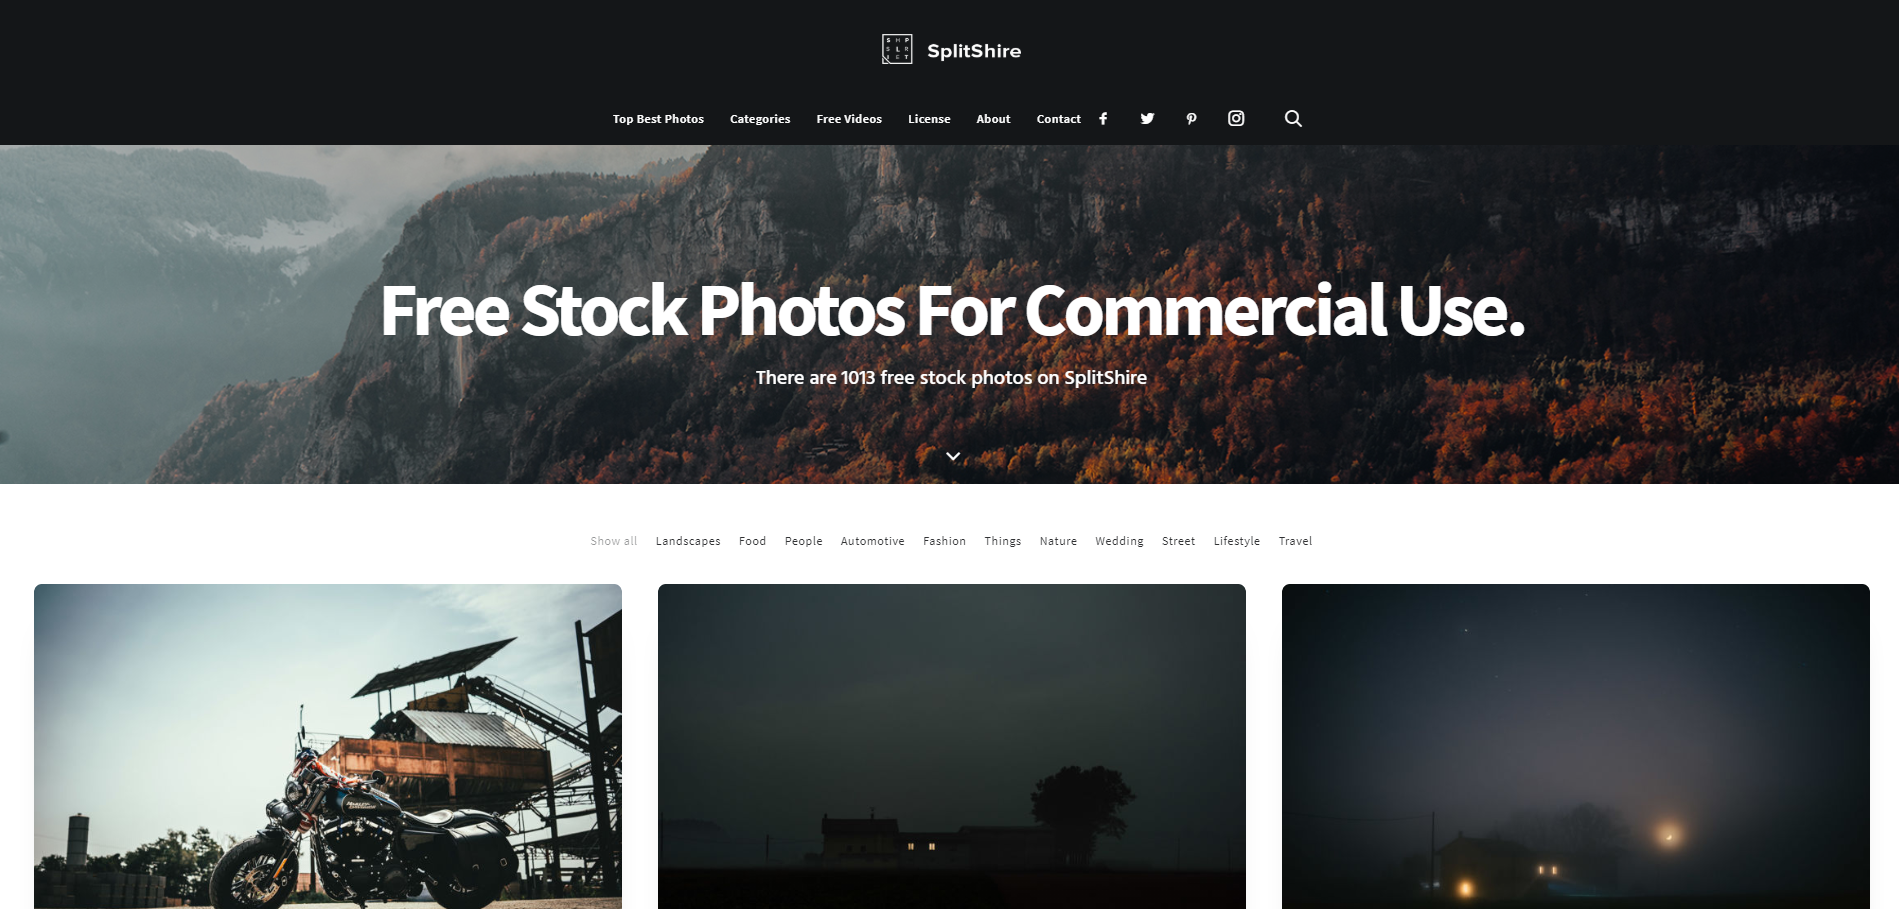 SplitShire
Top Best Photos Categories Free Videos License About Contact
Free Stock Photos For Commercial Use.
There are 1013 free stock photos on SplitShire
Show all Landscapes Food People Automotive Fashion Things Nature Wedding Street Lifestyle Travel